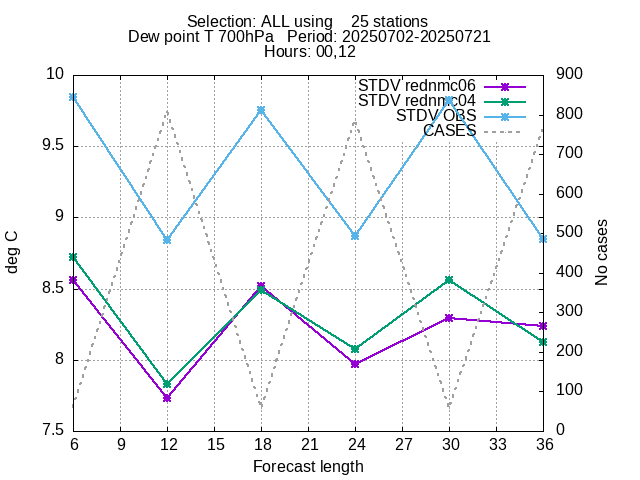 Selection: ALL using 25 stations
Dew point T 700hPa Period: 20250702-20250721
Hours: 00,12
STDV rednmc06
STDV rednmc04
STDV OBS
CASES
10
9.5
9
8.5
8
7.5
900
800
700
600
500
400
300
200
100
0
deg C
No cases
6 9 12 15 18 21 24 27 30 33 36
Forecast length